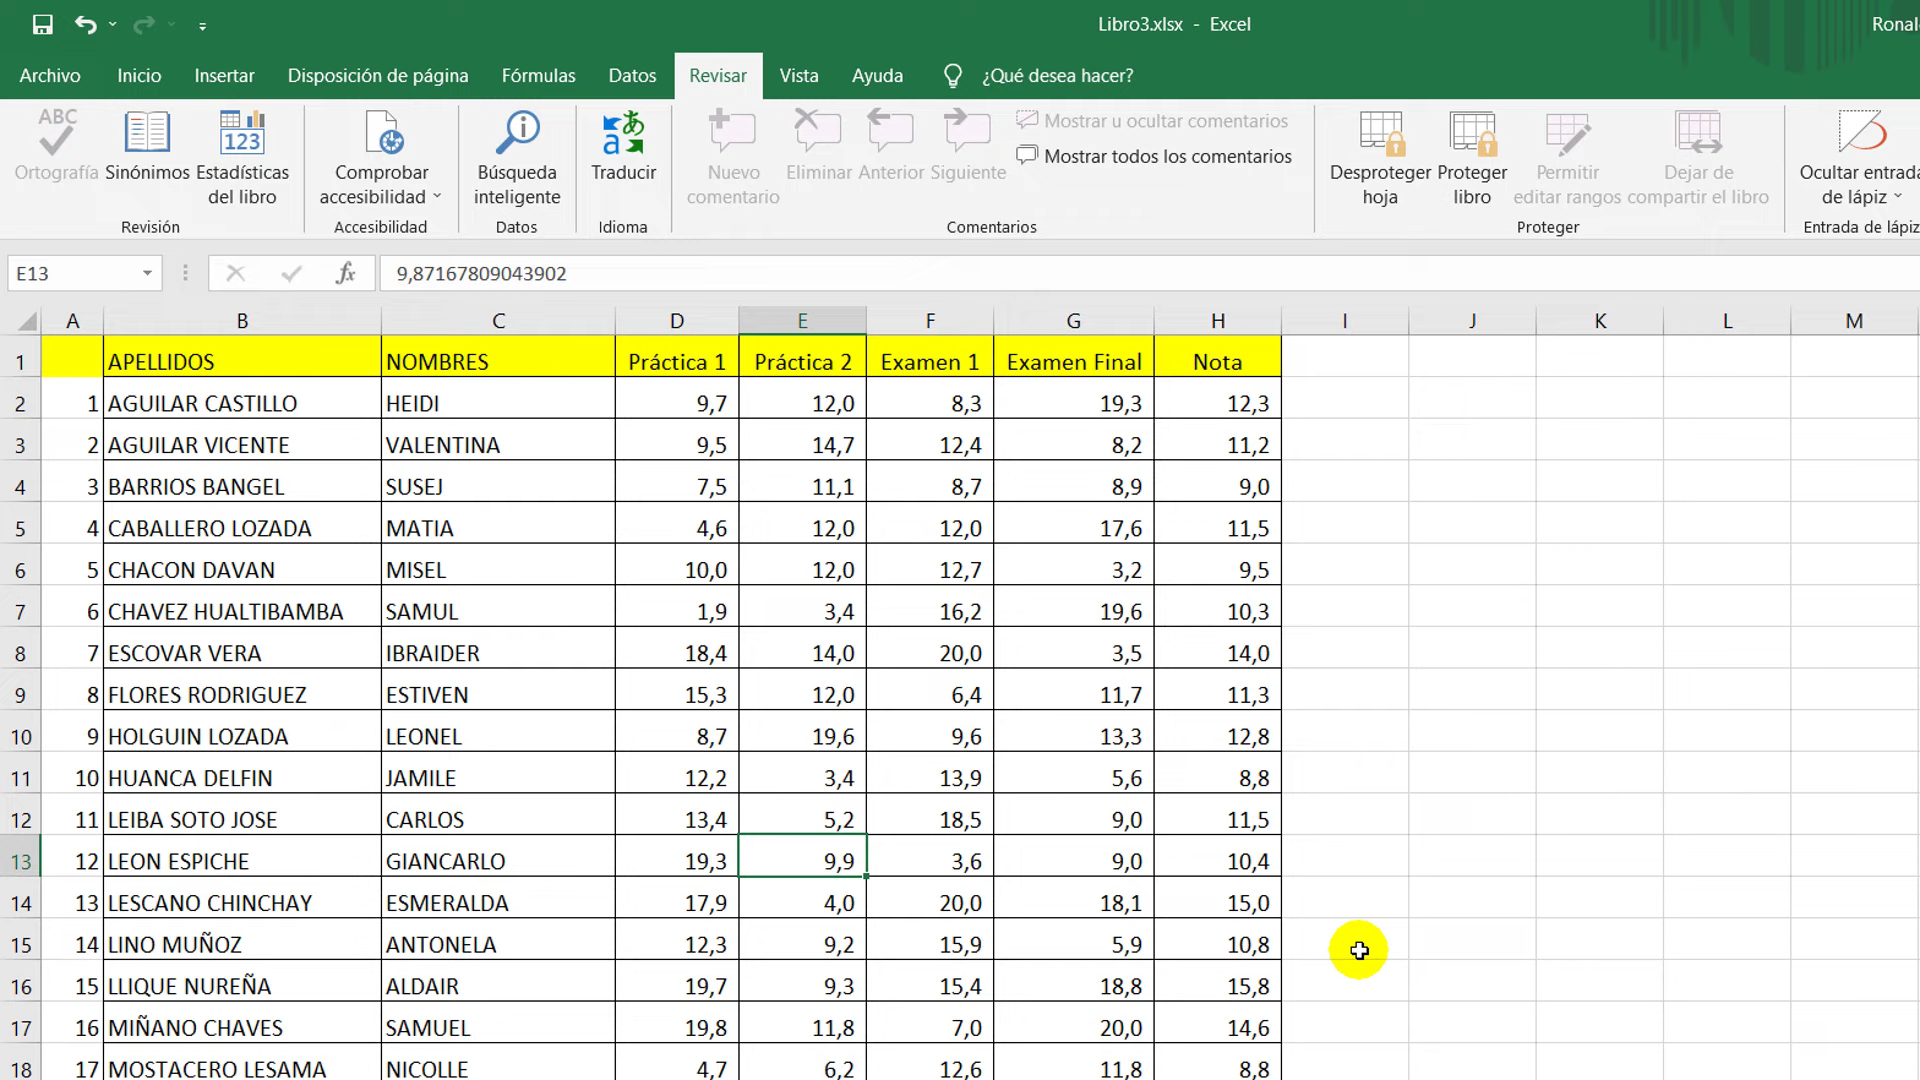 Libro3.xlsx - Excel
Ronal
Archivo Inicio Insertar Disposición de página Fórmulas Datos Revisar Vista Ayuda ¿Qué desea hacer?
ABC
Ortografía
Sinónimos
123
Estadísticas del libro
Revisión
Comprobar accesibilidad
Accesibilidad
Búsqueda inteligente
Datos
Traducir
Idioma
Nuevo comentario
Eliminar
Anterior
Siguiente
Mostrar u ocultar comentarios
Mostrar todos los comentarios
Comentarios
Desproteger hoja
Proteger libro
Permitir editar rangos
Dejar de compartir el libro
Proteger
Ocultar entrada de lápiz
Entrada de lápiz
E13 fx 9,87167809043902
A B C D E F G H I J K L M
1 APELLIDOS NOMBRES Práctica 1 Práctica 2 Examen 1 Examen Final Nota
2 1 AGUILAR CASTILLO HEIDI 9,7 12,0 8,3 19,3 12,3
3 2 AGUILAR VICENTE VALENTINA 9,5 14,7 12,4 8,2 11,2
4 3 BARRIOS BANGEL SUSEJ 7,5 11,1 8,7 8,9 9,0
5 4 CABALLERO LOZADA MATIA 4,6 12,0 12,0 17,6 11,5
6 5 CHACON DAVAN MISEL 10,0 12,0 12,7 3,2 9,5
7 6 CHAVEZ HUALTIBAMBA SAMUL 1,9 3,4 16,2 19,6 10,3
8 7 ESCOVAR VERA IBRAIDER 18,4 14,0 20,0 3,5 14,0
9 8 FLORES RODRIGUEZ ESTIVEN 15,3 12,0 6,4 11,7 11,3
10 9 HOLGUIN LOZADA LEONEL 8,7 19,6 9,6 13,3 12,8
11 10 HUANCA DELFIN JAMILE 12,2 3,4 13,9 5,6 8,8
12 11 LEIBA SOTO JOSE CARLOS 13,4 5,2 18,5 9,0 11,5
13 12 LEON ESPICHE GIANCARLO 19,3 9,9 3,6 9,0 10,4
14 13 LESCANO CHINCHAY ESMERALDA 17,9 4,0 20,0 18,1 15,0
15 14 LINO MUÑOZ ANTONELA 12,3 9,2 15,9 5,9 10,8
16 15 LLIQUE NUREÑA ALDAIR 19,7 9,3 15,4 18,8 15,8
17 16 MIÑANO CHAVES SAMUEL 19,8 11,8 7,0 20,0 14,6
18 17 MOSTACERO LESAMA NICOLLE 4,7 6,2 12,6 11,8 8,8